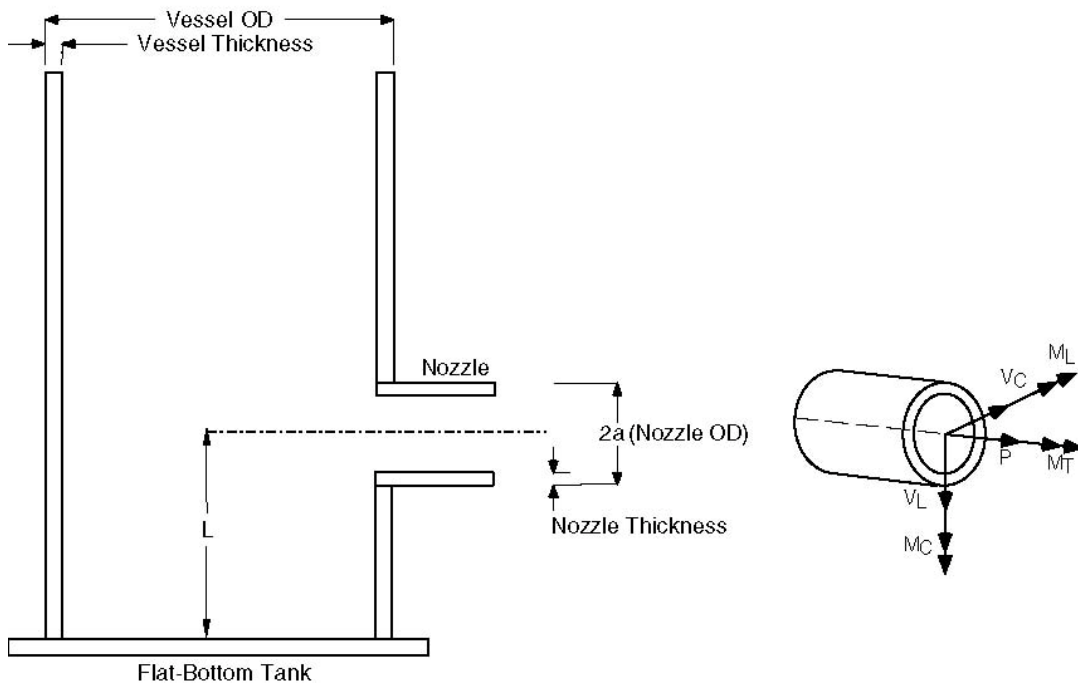 Vessel OD
Vessel Thickness
Nozzle
2a (Nozzle OD)
L
Nozzle Thickness
Flat-Bottom Tank
ML
VC
P
MT
VL
MC